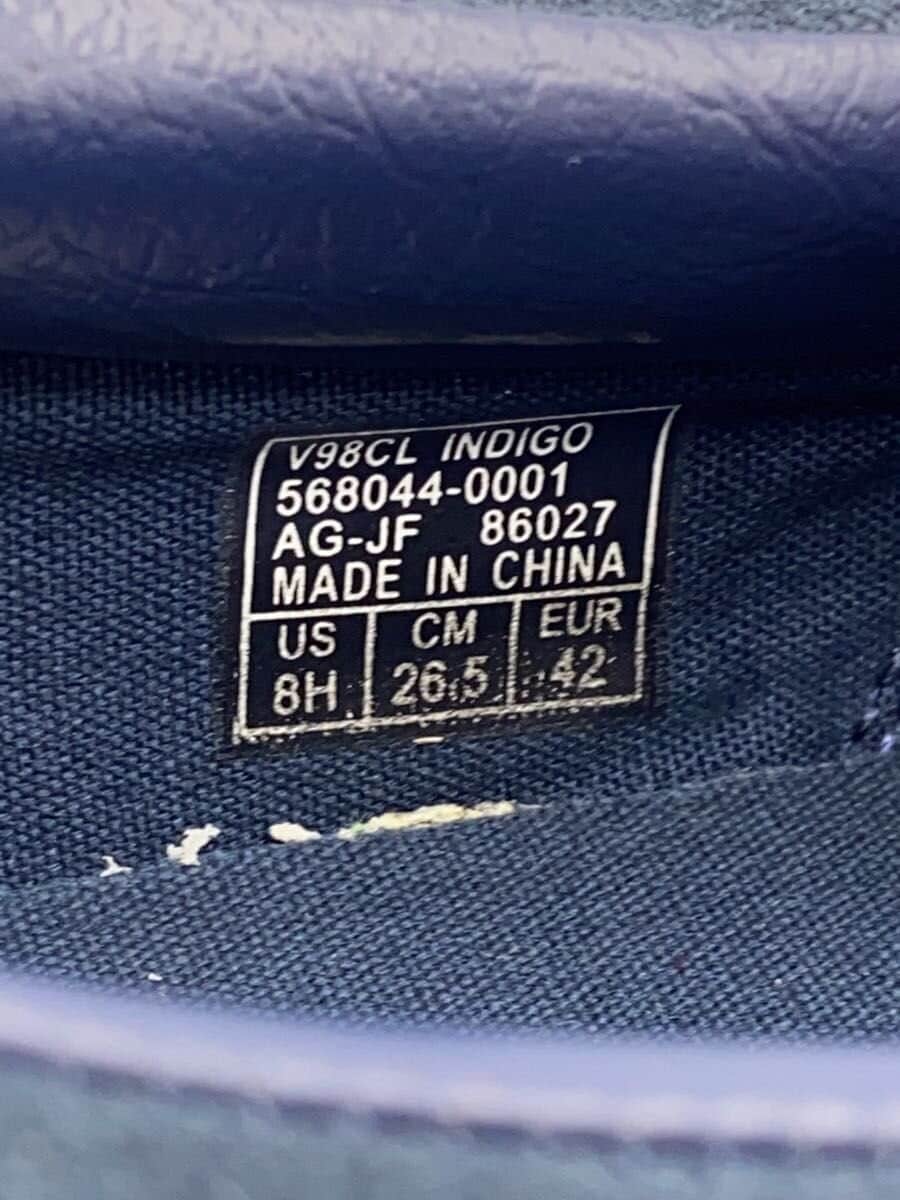 V98CL INDIGO
568044-0001
AG-JF 86027
MADE IN CHINA
US CM EUR
8H 26.5 42